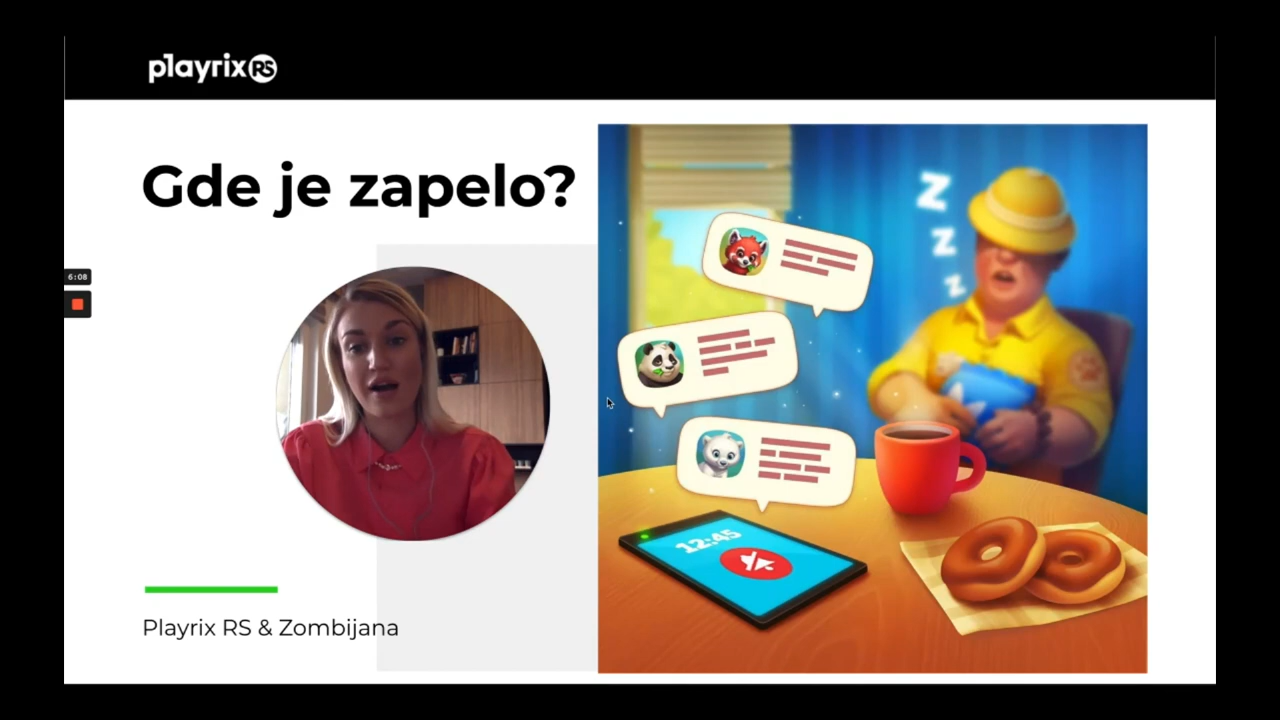 playrix RS
Gde je zapelo?
6:08
z
z
z
12:45
Playrix RS & Zombijana